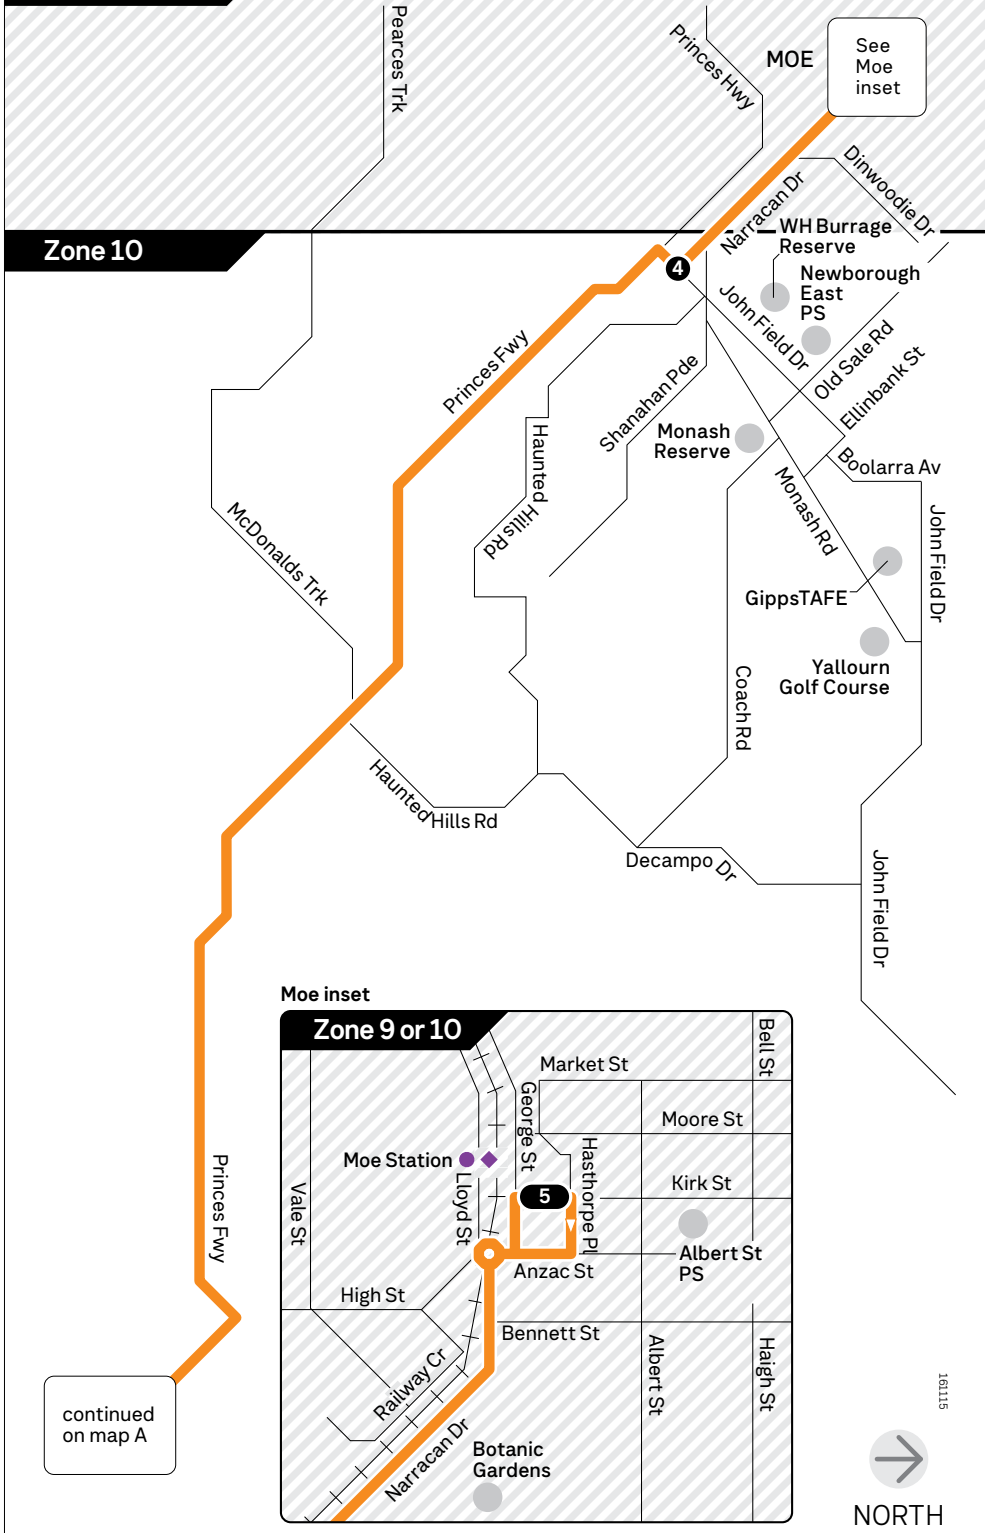 Pearces Trk
Princes Hwy
MOE
See
Moe
inset
Dinwoodie Dr
Narracan Dr
Zone 10
WH Burrage
Reserve
4
Newborough
East
PS
John Field Dr
Old Sale Rd
Ellinbank St
Princes Fwy
Shanahan Pde
Haunted
Hills Rd
Monash
Reserve
Boolarra Av
Monash Rd
John Field Dr
McDonalds Trk
GippsTAFE
Yallourn
Golf Course
Coach Rd
Haunted
Hills Rd
Decampo Dr
John Field Dr
Princes Fwy
continued
on map A
Moe inset
Zone 9 or 10
Bell St
Market St
George St
Moore St
Moe Station
Lloyd St
Hasthorpe Pl
Kirk St
5
Vale St
Albert St
PS
Anzac St
High St
Bennett St
Railway Cr
Albert St
Haigh St
Narracan Dr
Botanic
Gardens
161115
NORTH